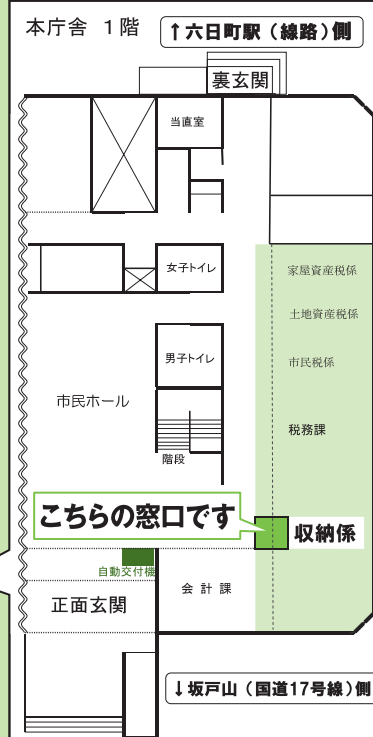 本庁舎 1階
↑六日町駅（線路）側
裏玄関
当直室
女子トイレ
家屋資産税係
土地資産税係
男子トイレ
市民税係
市民ホール
税務課
階段
こちらの窓口です
収納係
自動交付機
会計課
正面玄関
↓坂戸山（国道17号線）側